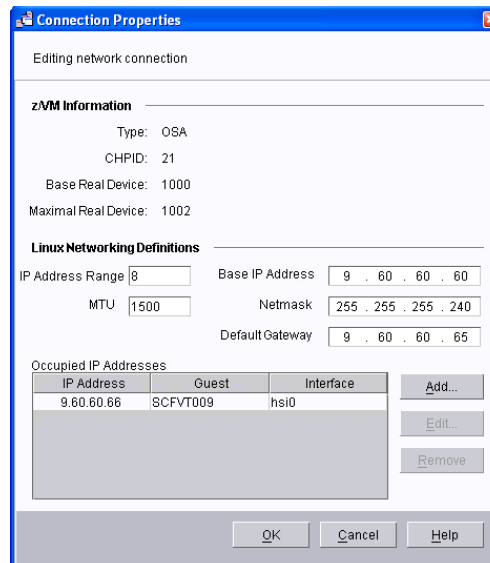 Connection Properties
Editing network connection
z/VM Information
Type: OSA
CHPID: 21
Base Real Device: 1000
Maximal Real Device: 1002
Linux Networking Definitions
IP Address Range 8 Base IP Address 9 . 60 . 60 . 60
MTU 1500 Netmask 255 . 255 . 255 . 240
Default Gateway 9 . 60 . 60 . 65
Occupied IP Addresses
IP Address Guest Interface
9.60.60.66 SCFVT009 hsi0
Add...
Edit...
Remove
OK Cancel Help